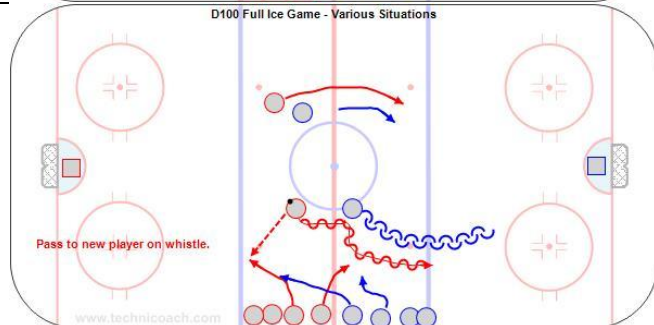 D100 Full Ice Game - Various Situations
Pass to new player on whistle.
www.technicoach.com